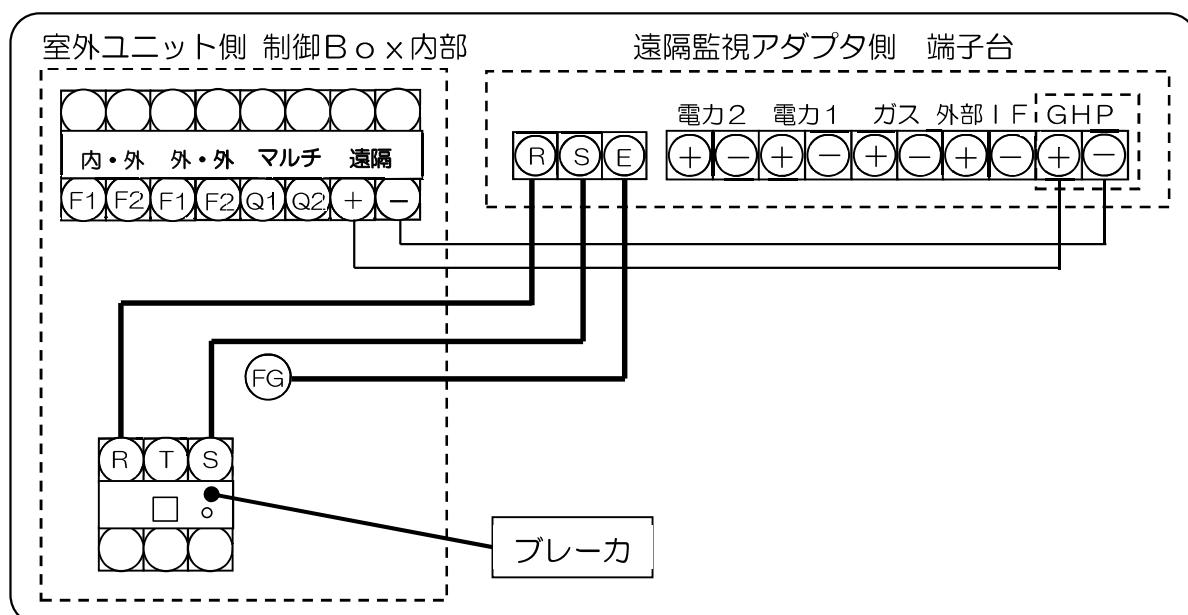 室外ユニット側 制御Box内部
遠隔監視アダプタ側 端子台
内・外 外・外 マルチ 遠隔
F1 F2 F1 F2 Q1 Q2 + −
電力2 電力1 ガス 外部IF GHP
R S E + − + − + − + − + −
FG
R T S
ブレーカ